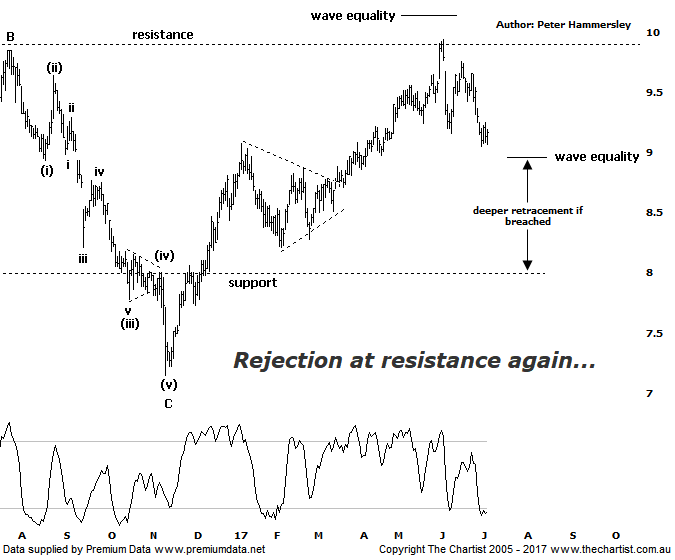 wave equality
Author: Peter Hammersley
B
resistance
10
(ii)
9.5
ii
(i)
i
iv
9
wave equality
deeper retracement if
breached
8.5
iii
(iv)
8
support
v
(iii)
7.5
Rejection at resistance again...
(v)
C
7
A S O N D 17 F M A M J J A S O
Data supplied by Premium Data www.premiumdata.net
Copyright The Chartist 2005 - 2017 www.thechartist.com.au